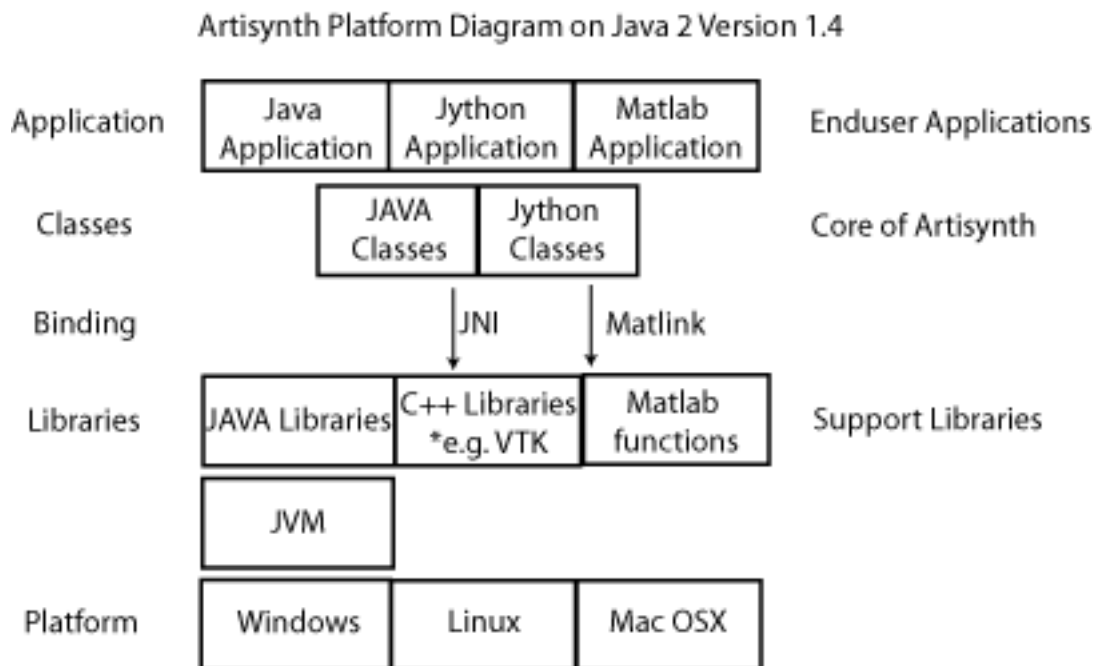 Artisynth Platform Diagram on Java 2 Version 1.4
Application
Java
Application
Jython
Application
Matlab
Application
Enduser Applications
Classes
JAVA
Classes
Jython
Classes
Core of Artisynth
Binding
JNI
Matlink
Libraries
JAVA Libraries
C++ Libraries
*e.g. VTK
Matlab
functions
Support Libraries
JVM
Platform
Windows
Linux
Mac OSX